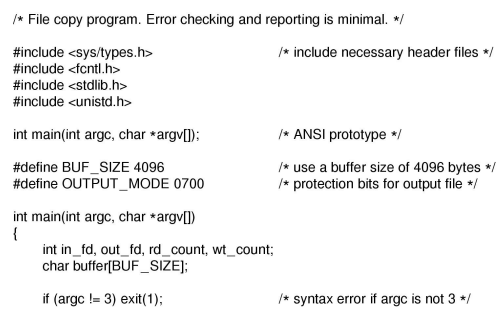 /* File copy program. Error checking and reporting is minimal. */
#include <sys/types.h> /* include necessary header files */
#include <fcntl.h>
#include <stdlib.h>
#include <unistd.h>
int main(int argc, char *argv[]); /* ANSI prototype */
#define BUF_SIZE 4096 /* use a buffer size of 4096 bytes */
#define OUTPUT_MODE 0700 /* protection bits for output file */
int main(int argc, char *argv[])
{
int in_fd, out_fd, rd_count, wt_count;
char buffer[BUF_SIZE];
if (argc != 3) exit(1); /* syntax error if argc is not 3 */